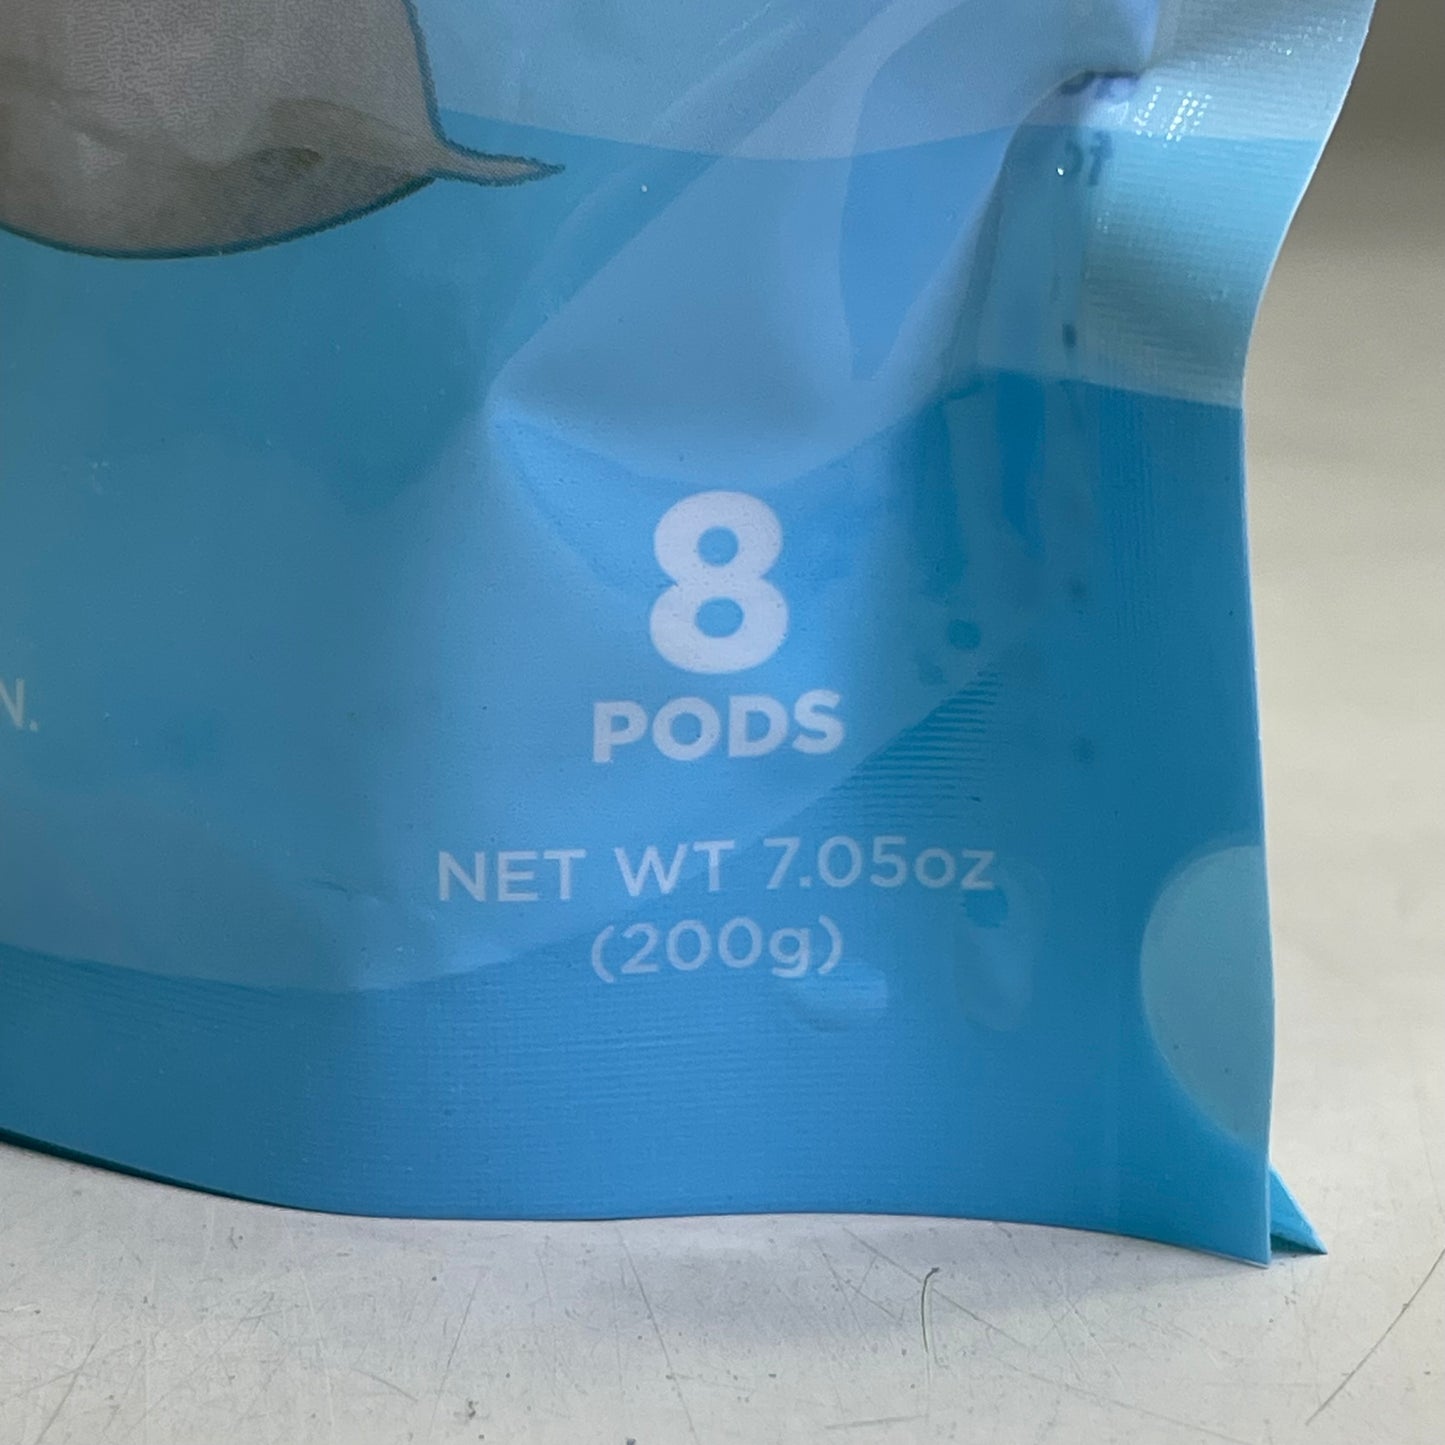 N.
8
PODS
NET WT 7.05oz
(200g)